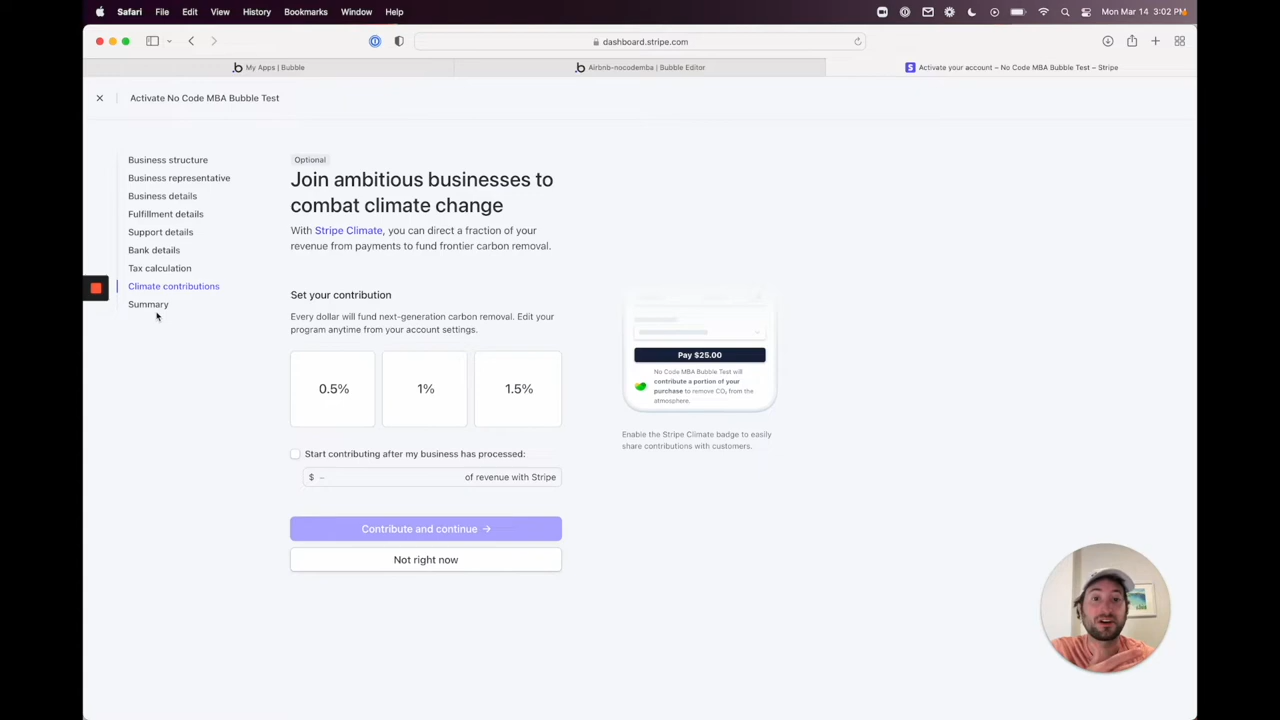 Safari File Edit View History Bookmarks Window Help Mon Mar 14 3:02 PM
dashboard.stripe.com
My Apps | Bubble
Airbnb-nocodemba | Bubble Editor
Activate your account – No Code MBA Bubble Test – Stripe
Activate No Code MBA Bubble Test
Business structure
Business representative
Business details
Fulfillment details
Support details
Bank details
Tax calculation
Climate contributions
Summary
Optional
Join ambitious businesses to
combat climate change
With Stripe Climate, you can direct a fraction of your
revenue from payments to fund frontier carbon removal.
Set your contribution
Every dollar will fund next-generation carbon removal. Edit your
program anytime from your account settings.
0.5% 1% 1.5%
Start contributing after my business has processed:
$ – of revenue with Stripe
Contribute and continue →
Not right now
Pay $25.00
No Code MBA Bubble Test will
contribute a portion of your
purchase to remove CO₂ from the
atmosphere.
Enable the Stripe Climate badge to easily
share contributions with customers.